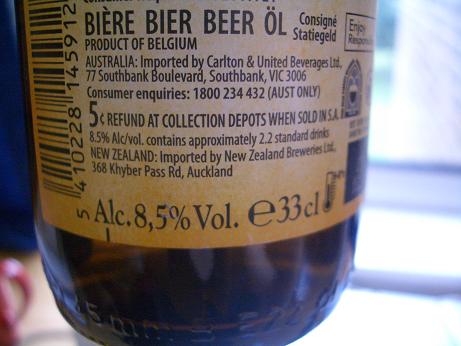 BIÈRE BIER BEER ÖL Consigné
Statiegeld
Enjoy
PRODUCT OF BELGIUM
AUSTRALIA: Imported by Carlton & United Beverages Ltd.,
77 Southbank Boulevard, Southbank, VIC 3006
Consumer enquiries: 1800 234 432 (AUST ONLY)
5¢ REFUND AT COLLECTION DEPOTS WHEN SOLD IN S.A.
8.5% Alc/vol. contains approximately 2.2 standard drinks
NEW ZEALAND: Imported by New Zealand Breweries Ltd.,
368 Khyber Pass Rd, Auckland
Alc. 8,5% Vol. e 33 cl
5 410228 145912